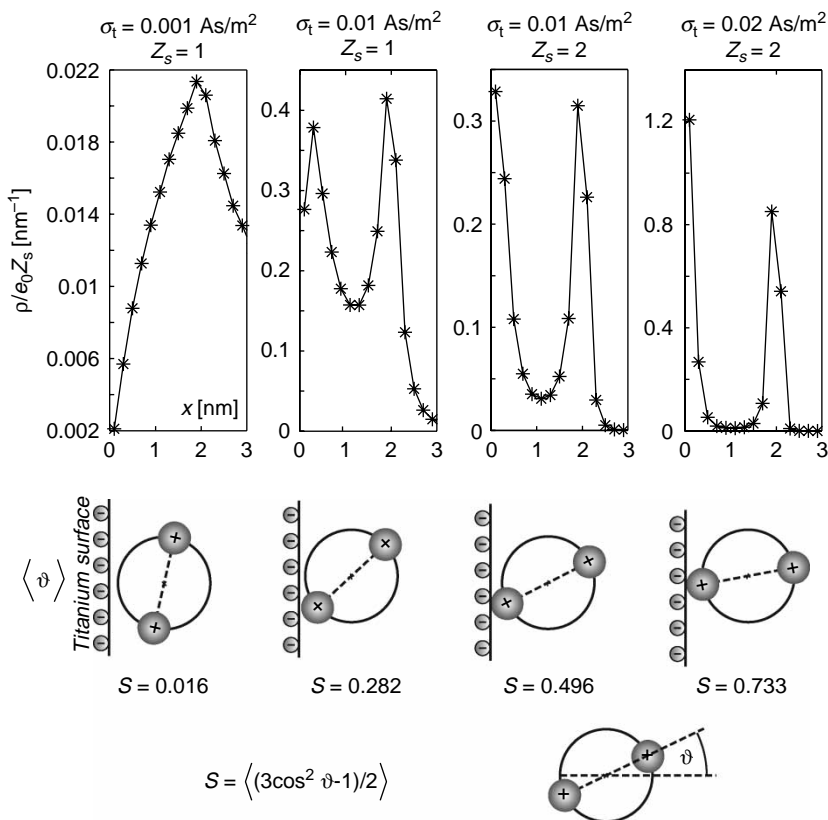 σt = 0.001 As/m²
Zs = 1
σt = 0.01 As/m²
Zs = 1
σt = 0.01 As/m²
Zs = 2
σt = 0.02 As/m²
Zs = 2
ρ/e0Zs [nm⁻¹]
0.022
0.018
0.014
0.01
0.006
0.002
0 1 2 3
x [nm]
0.4
0.3
0.2
0.1
0
0 1 2 3
0.3
0.2
0.1
0
0 1 2 3
1.2
0.8
0.4
0
0 1 2 3
⟨ϑ⟩
Titanium surface
− − − − − −
+ +
− − − − − −
+ +
− − − − − −
+ +
− − − − − −
+ +
S = 0.016
S = 0.282
S = 0.496
S = 0.733
S = ⟨(3cos² ϑ-1)/2⟩
+ +
ϑ